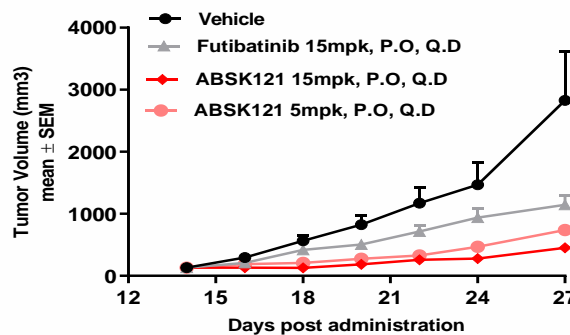 Vehicle
Futibatinib 15mpk, P.O, Q.D
ABSK121 15mpk, P.O, Q.D
ABSK121 5mpk, P.O, Q.D
Tumor Volume (mm3)
mean ± SEM
4000
3000
2000
1000
0
12 15 18 21 24 27
Days post administration